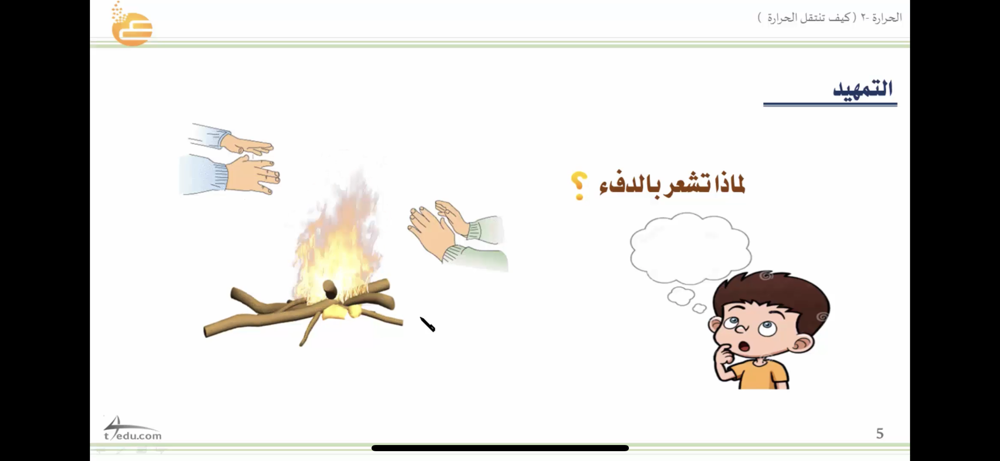 الحرارة -٢ (كيف تنتقل الحرارة )
التمهيد
لماذا تشعر بالدفء ؟
t4edu.com
5